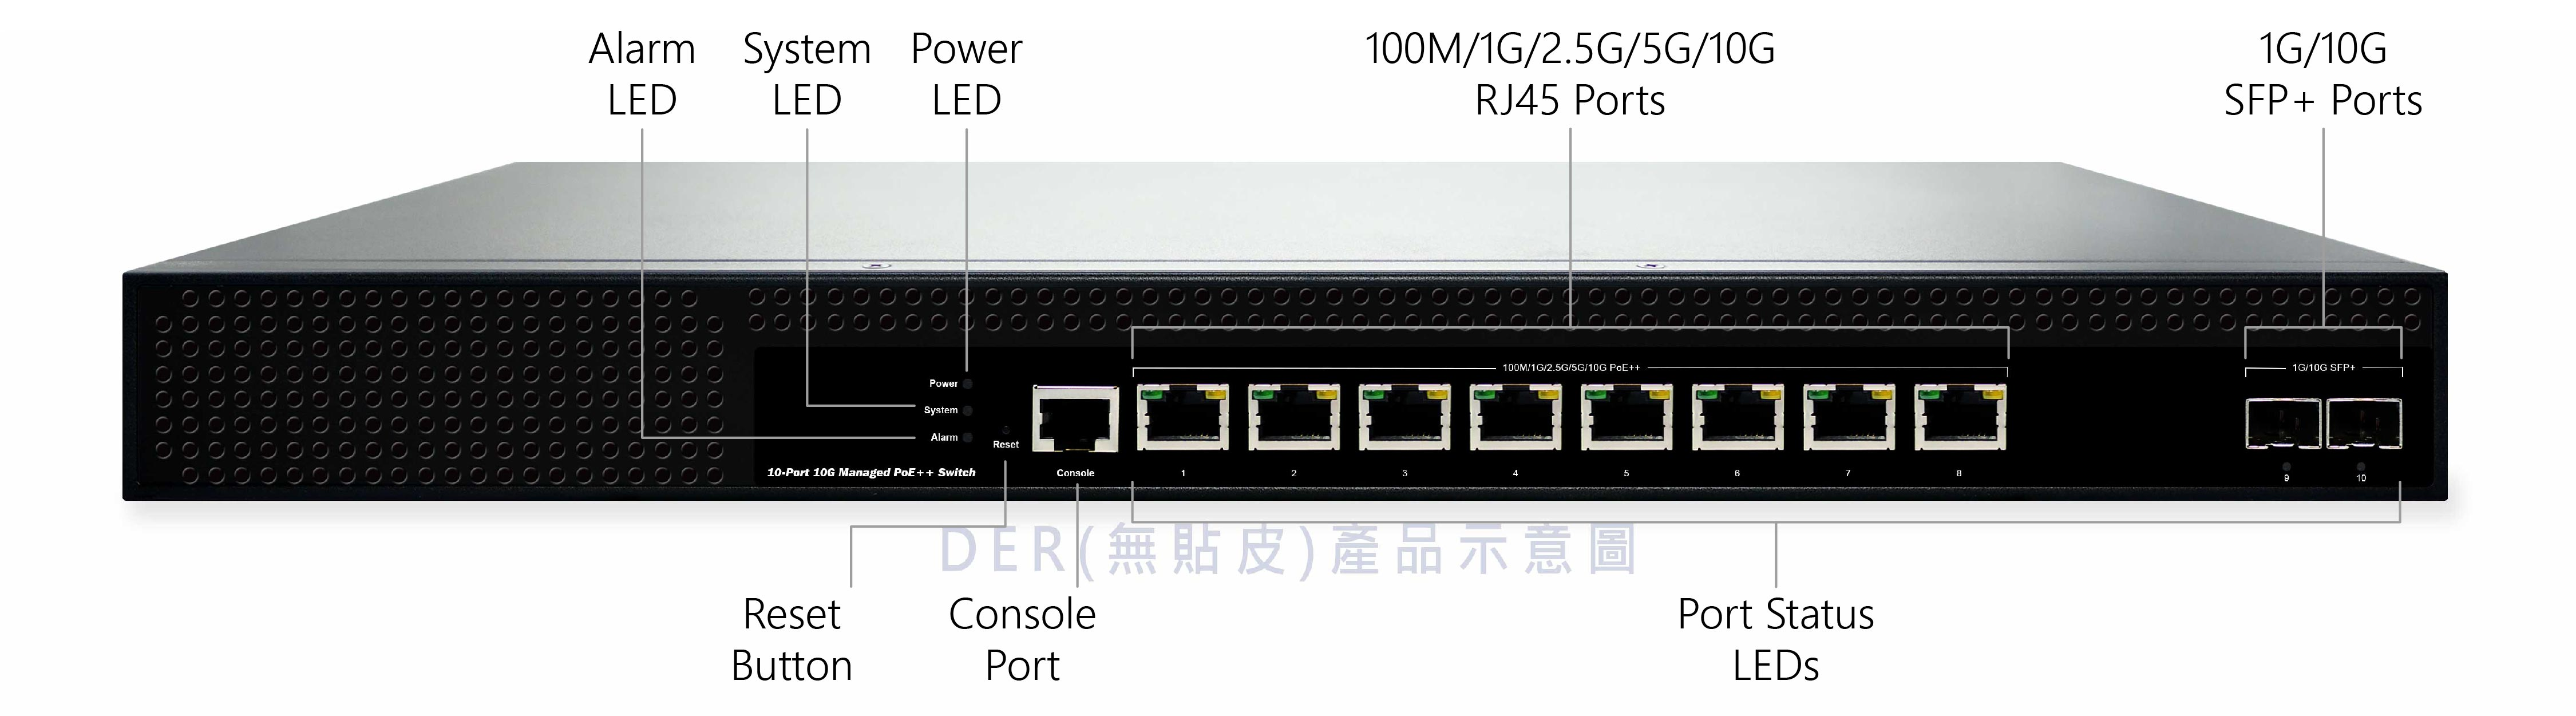 Alarm
LED
System
LED
Power
LED
100M/1G/2.5G/5G/10G
RJ45 Ports
1G/10G
SFP+ Ports
100M/1G/2.5G/5G/10G PoE++
1G/10G SFP+
Power
System
Alarm
Reset
10-Port 10G Managed PoE++ Switch
Console
1
2
3
4
5
6
7
8
9
10
DER(無貼皮)產品示意圖
Reset
Button
Console
Port
Port Status
LEDs